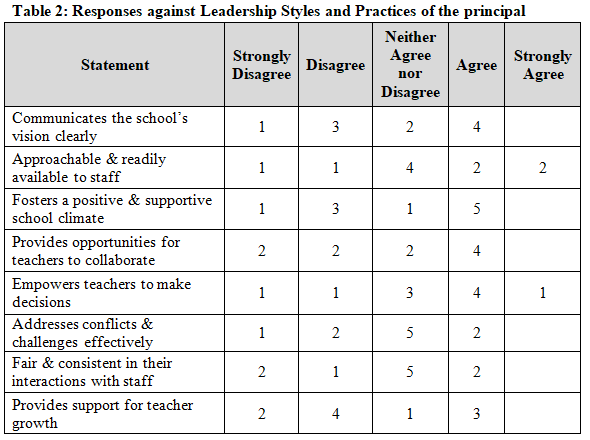 Table 2: Responses against Leadership Styles and Practices of the principal
Statement Strongly Disagree Disagree Neither Agree nor Disagree Agree Strongly Agree
Communicates the school's vision clearly 1 3 2 4
Approachable & readily available to staff 1 1 4 2 2
Fosters a positive & supportive school climate 1 3 1 5
Provides opportunities for teachers to collaborate 2 2 2 4
Empowers teachers to make decisions 1 1 3 4 1
Addresses conflicts & challenges effectively 1 2 5 2
Fair & consistent in their interactions with staff 2 1 5 2
Provides support for teacher growth 2 4 1 3